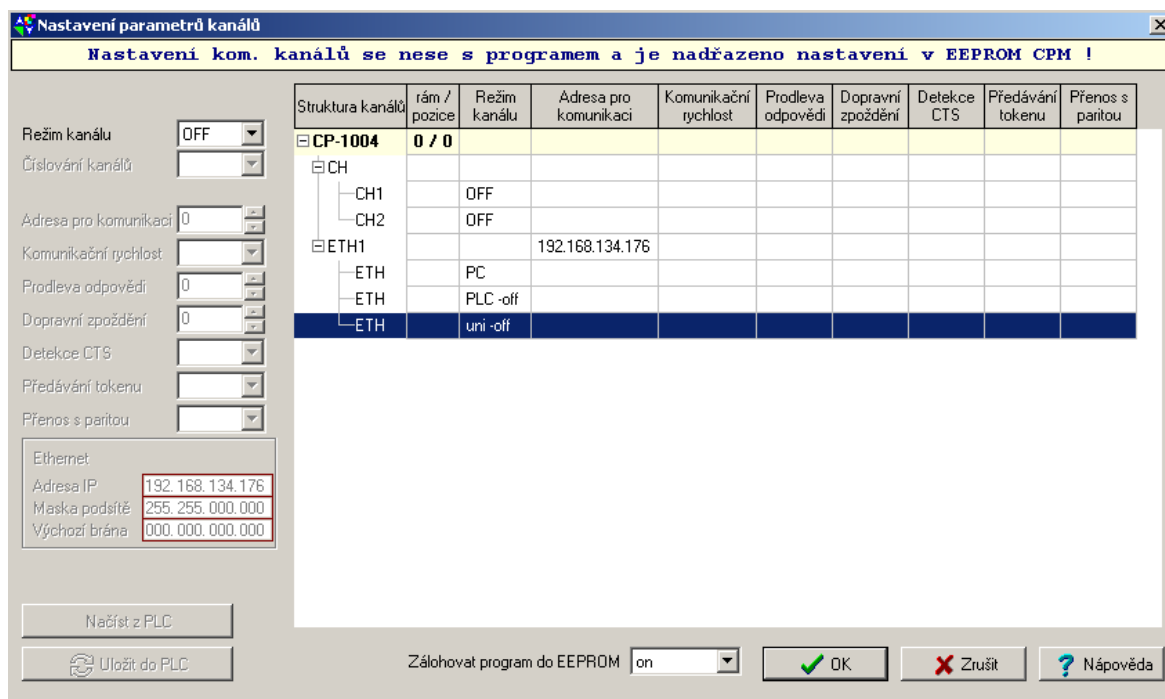 Nastavení parametrů kanálů
Nastavení kom. kanálů se nese s programem a je nadřazeno nastavení v EEPROM CPM !
Režim kanálu OFF
Číslování kanálů
Adresa pro komunikaci 0
Komunikační rychlost
Prodleva odpovědi 0
Dopravní zpoždění 0
Detekce CTS
Předávání tokenu
Přenos s paritou
Ethernet
Adresa IP 192.168.134.176
Maska podsítě 255.255.000.000
Výchozí brána 000.000.000.000
Načíst z PLC
Uložit do PLC
Struktura kanálů rám / pozice Režim kanálu Adresa pro komunikaci Komunikační rychlost Prodleva odpovědi Dopravní zpoždění Detekce CTS Předávání tokenu Přenos s paritou
CP-1004 0 / 0
CH
CH1 OFF
CH2 OFF
ETH1 192.168.134.176
ETH PC
ETH PLC -off
ETH uni -off
Zálohovat program do EEPROM on OK Zrušit Nápověda